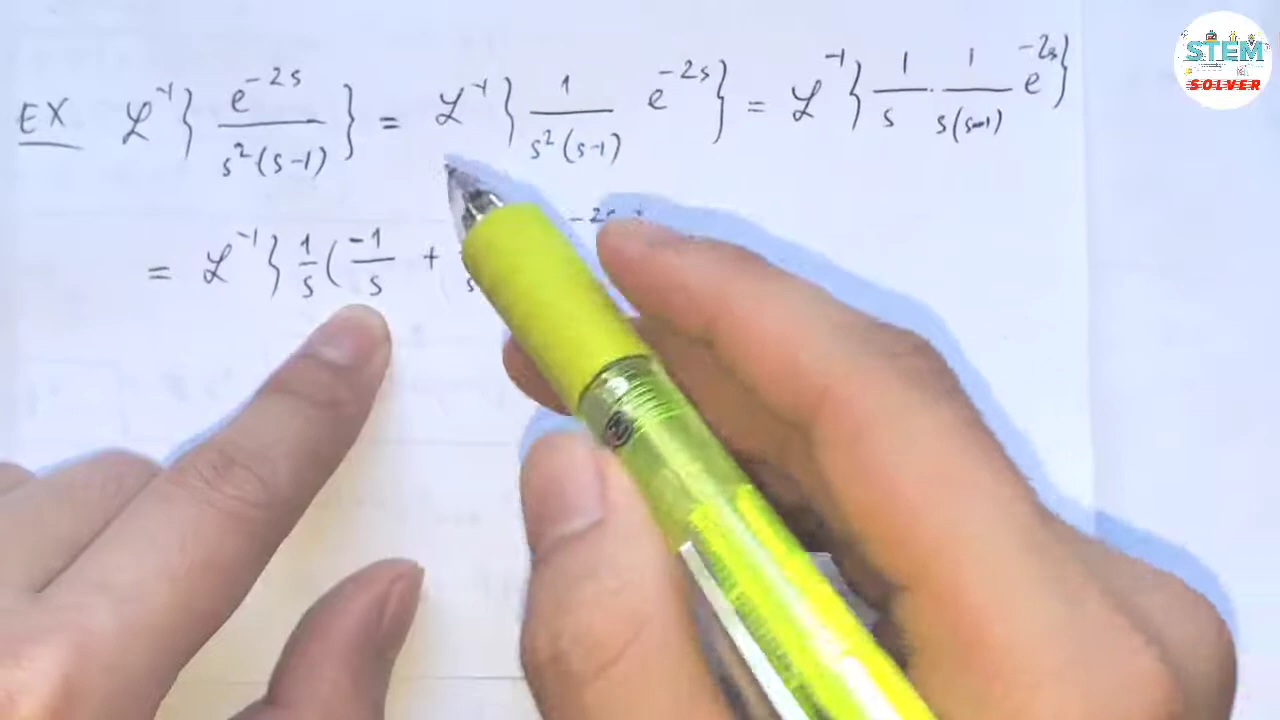 STEM
SOLVER
EX ℒ⁻¹{ e^{-2s} / s²(s-1) } = ℒ⁻¹{ 1 / s²(s-1) e^{-2s} } = ℒ⁻¹{ 1/s · 1 / s(s-1) e^{-2s} }
= ℒ⁻¹{ 1/s ( -1/s +